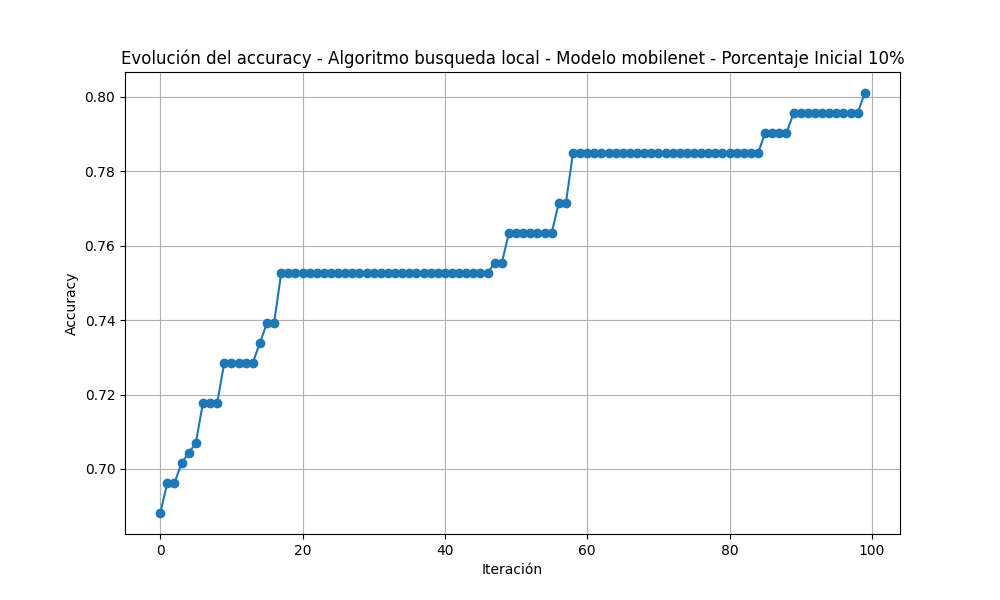 Evolución del accuracy - Algoritmo busqueda local - Modelo mobilenet - Porcentaje Inicial 10%
0.80
0.78
0.76
0.74
0.72
0.70
Accuracy
0 20 40 60 80 100
Iteración